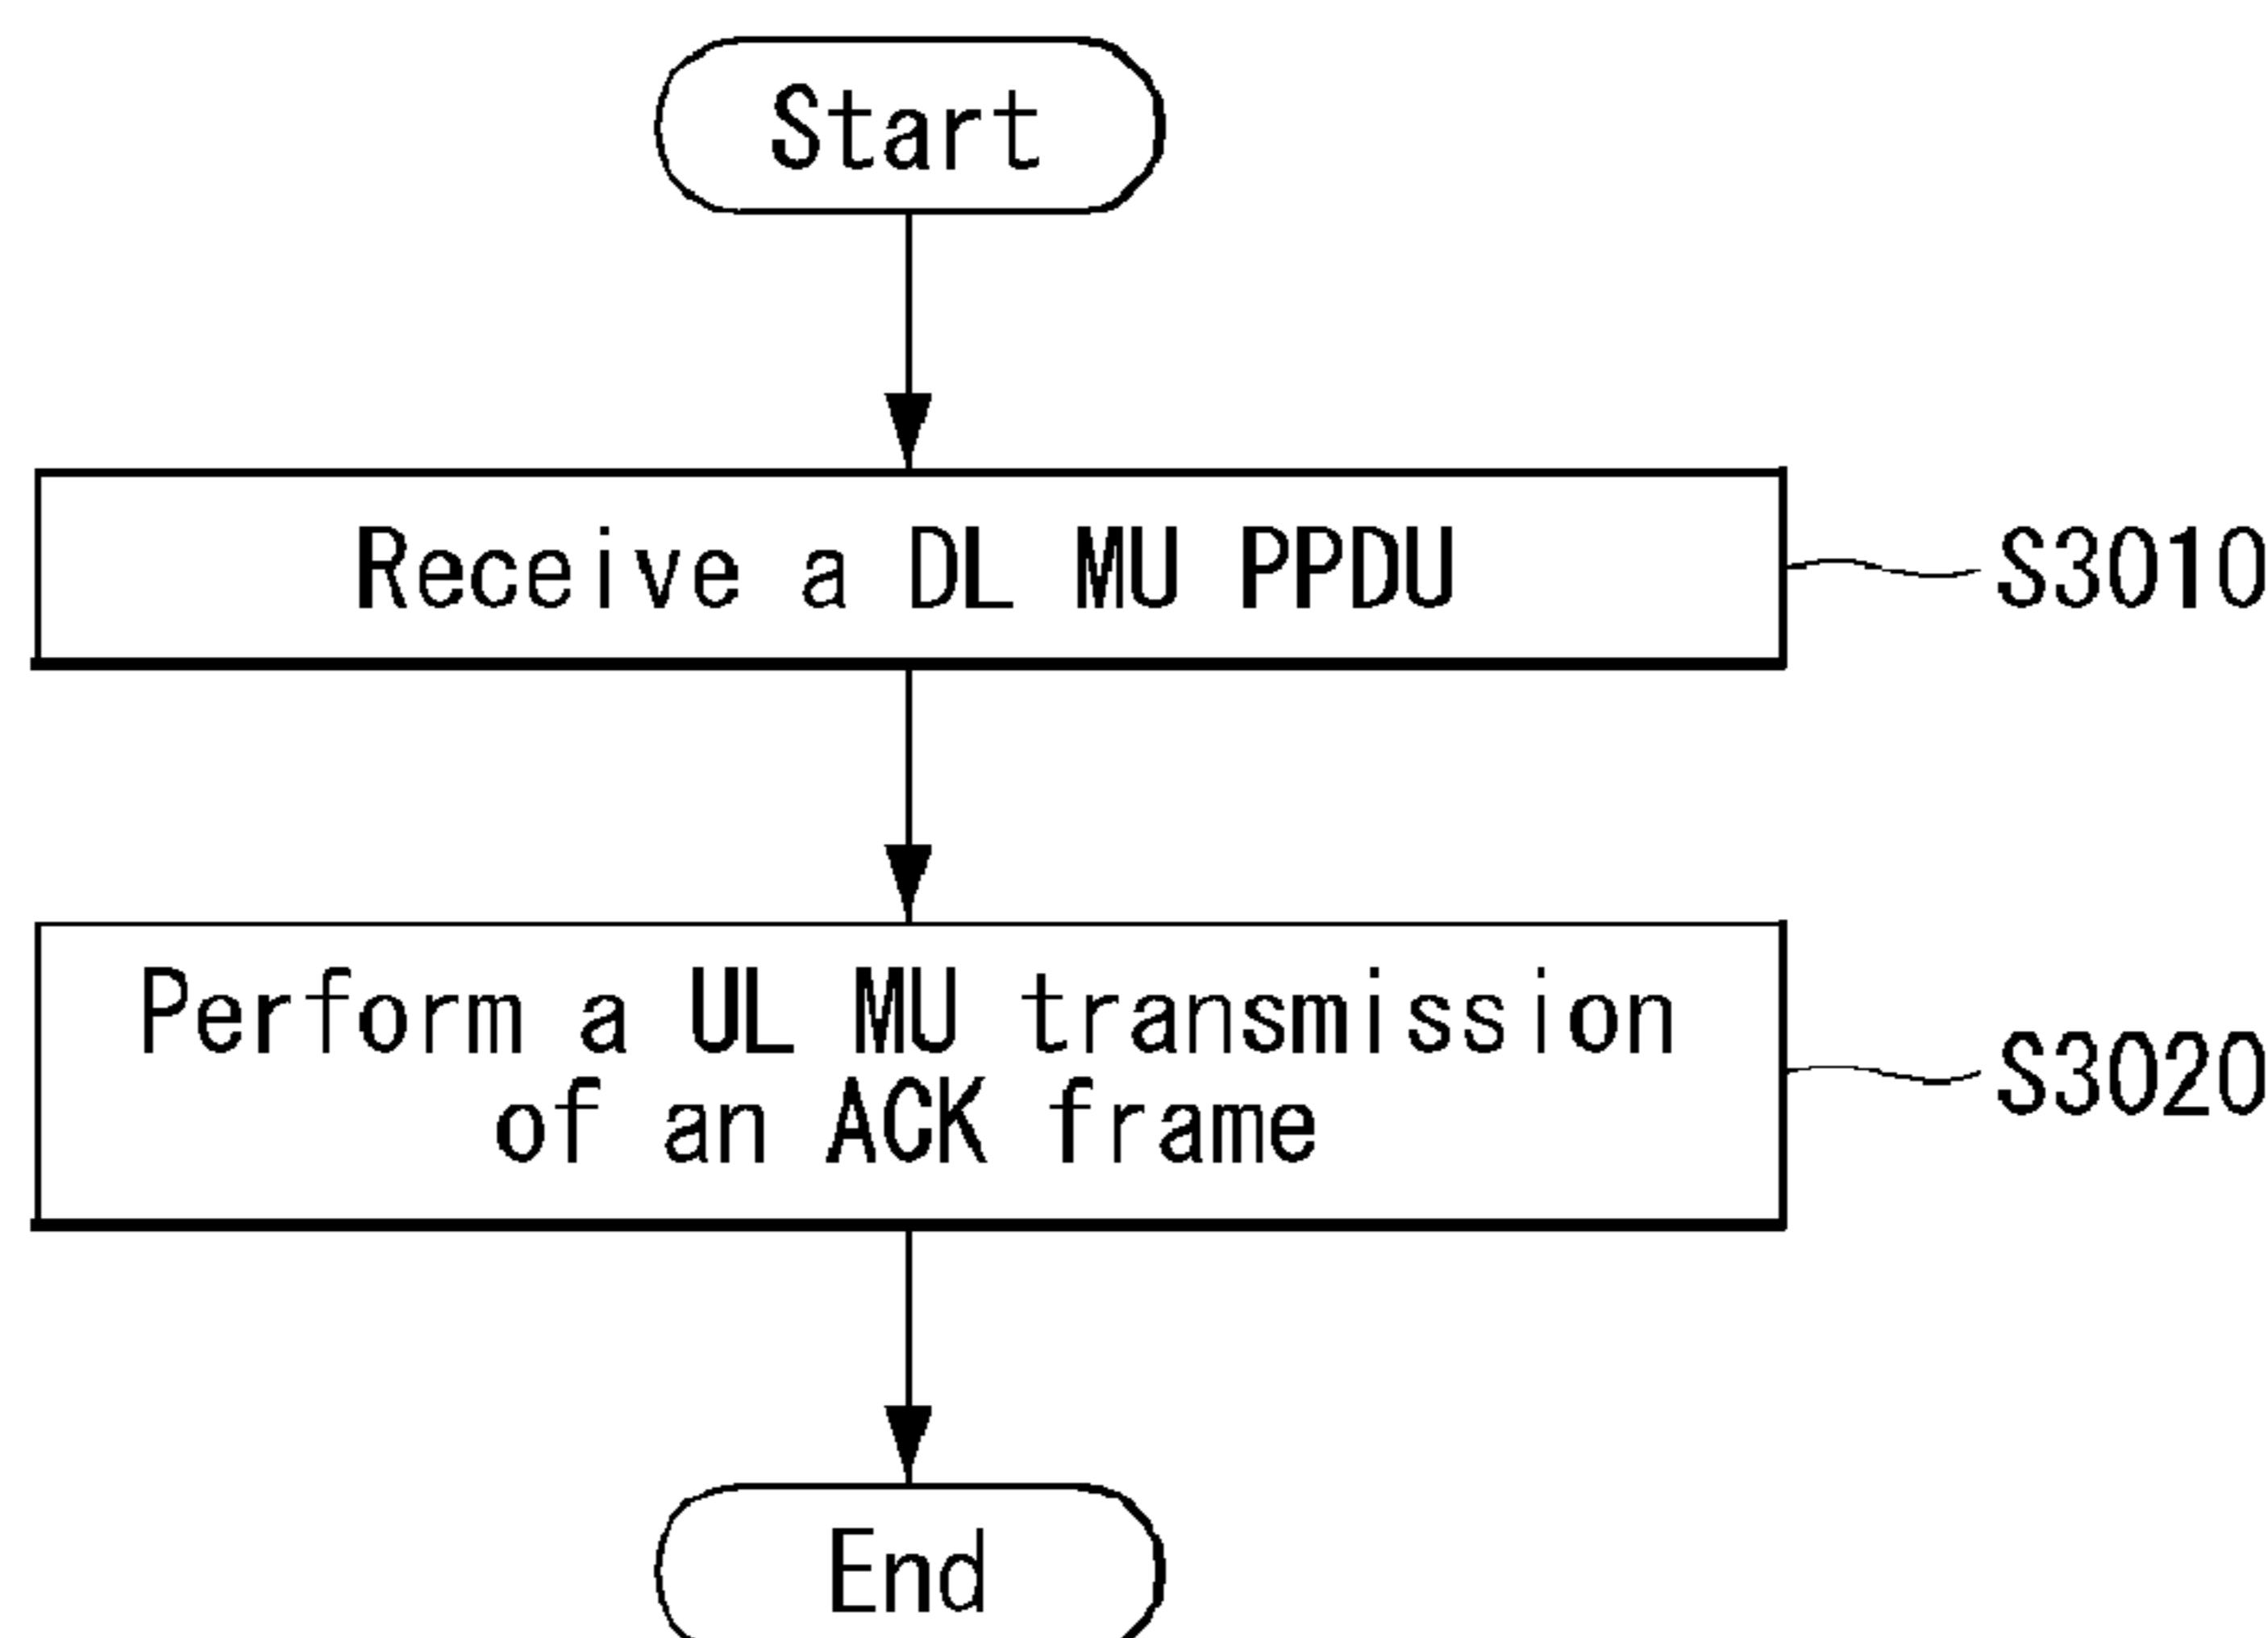 Start
Receive a DL MU PPDU
S3010
Perform a UL MU transmission
of an ACK frame
S3020
End